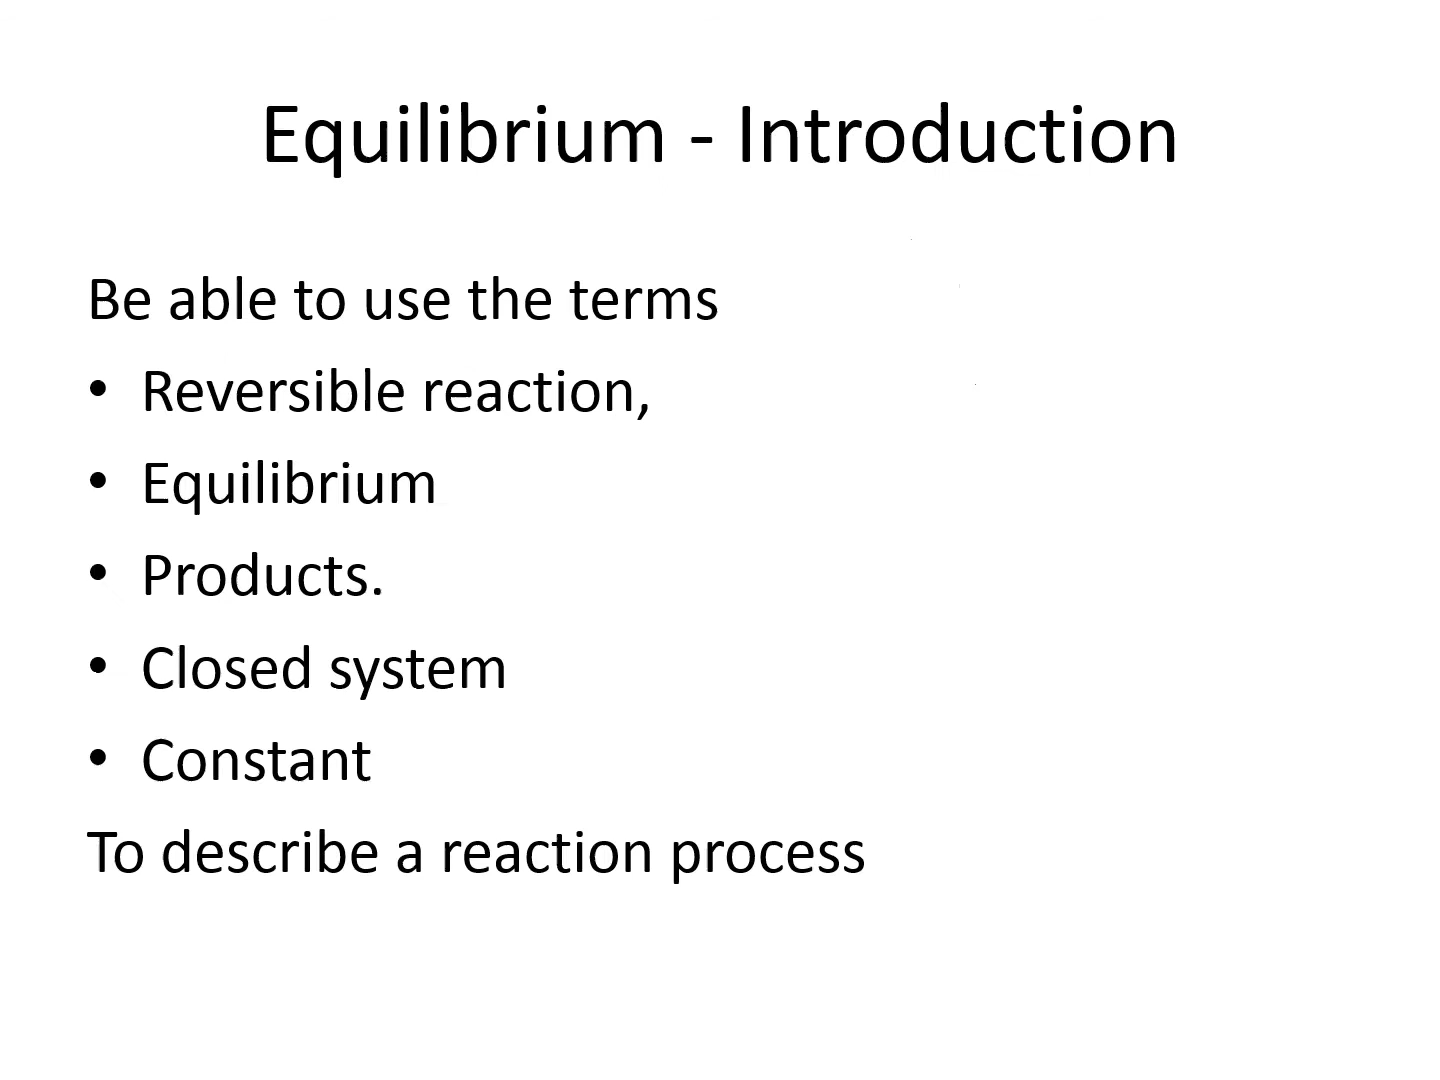 Equilibrium - Introduction
Be able to use the terms
• Reversible reaction,
• Equilibrium
• Products.
• Closed system
• Constant
To describe a reaction process